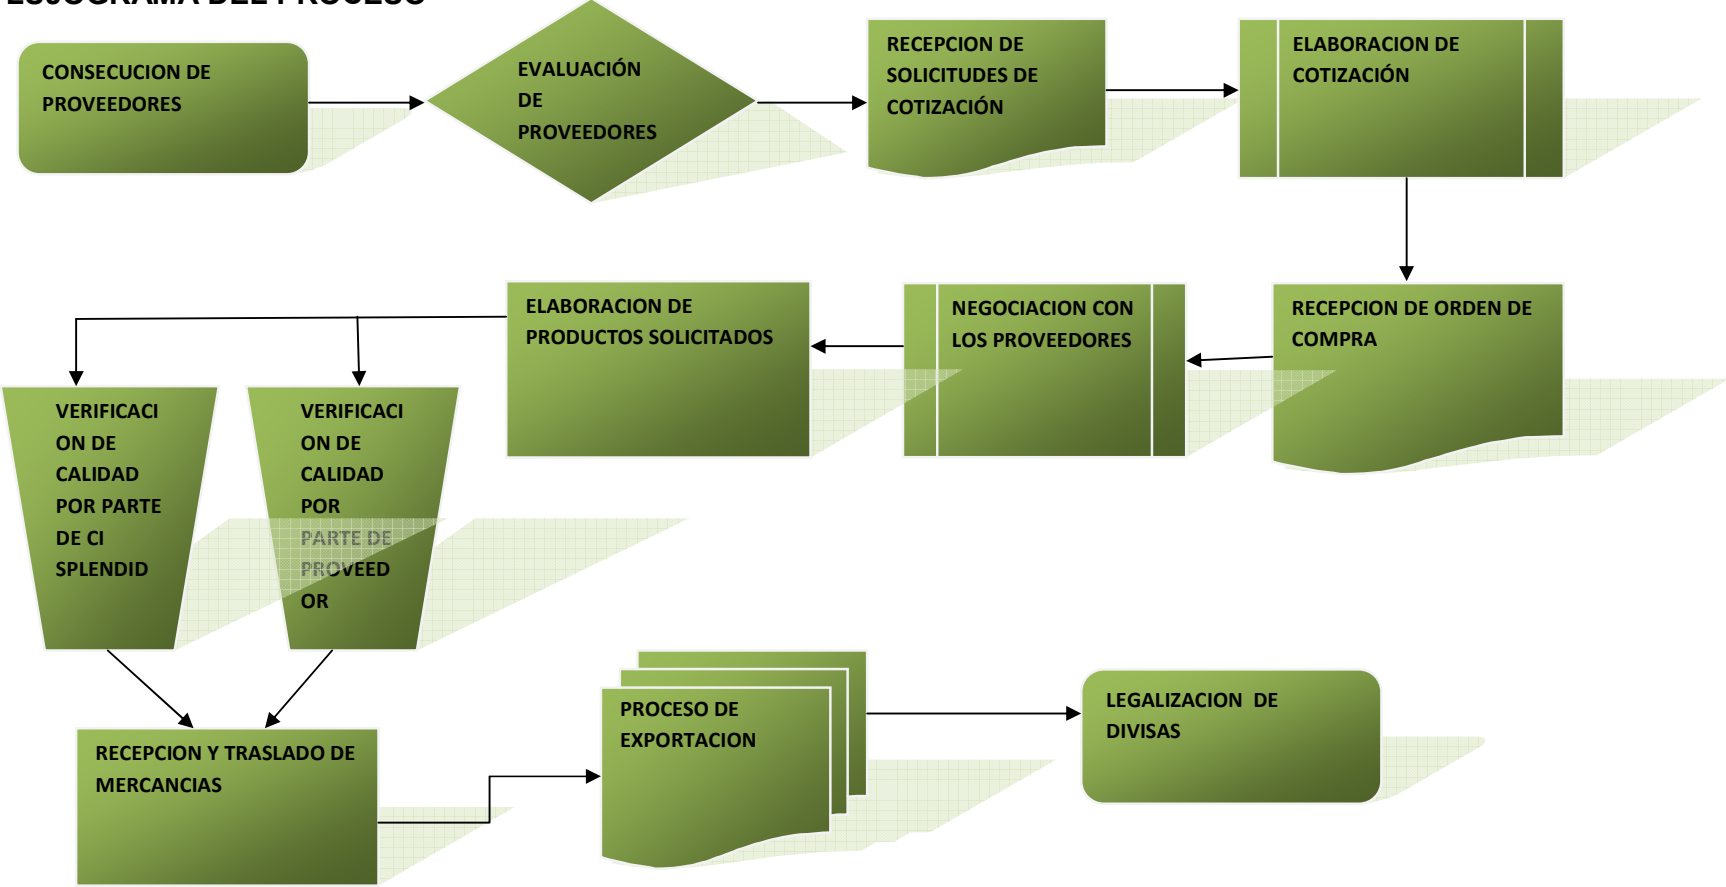 CONSECUCION DE
PROVEEDORES
EVALUACIÓN
DE
PROVEEDORES
RECEPCION DE
SOLICITUDES DE
COTIZACIÓN
ELABORACION DE
COTIZACIÓN
RECEPCION DE ORDEN DE
COMPRA
NEGOCIACION CON
LOS PROVEEDORES
ELABORACION DE
PRODUCTOS SOLICITADOS
VERIFICACI
ON DE
CALIDAD
POR PARTE
DE CI
SPLENDID
VERIFICACI
ON DE
CALIDAD
POR
PARTE DE
PROVEED
OR
RECEPCION Y TRASLADO DE
MERCANCIAS
PROCESO DE
EXPORTACION
LEGALIZACION DE
DIVISAS